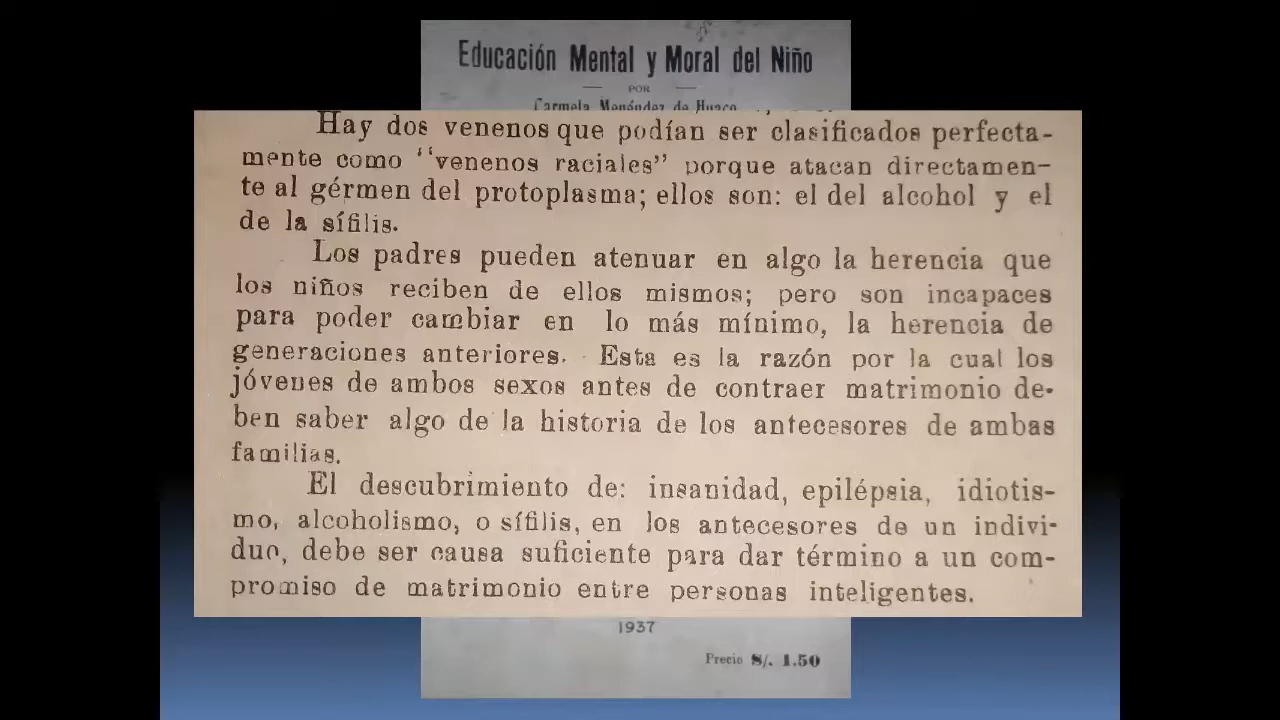 Educación Mental y Moral del Niño
POR
Carmela Menéndez de Huaco
Hay dos venenos que podían ser clasificados perfecta-
mente como "venenos raciales" porque atacan directamen-
te al gérmen del protoplasma; ellos son: el del alcohol y el
de la sífilis.
Los padres pueden atenuar en algo la herencia que
los niños reciben de ellos mismos; pero son incapaces
para poder cambiar en lo más mínimo, la herencia de
generaciones anteriores. Esta es la razón por la cual los
jóvenes de ambos sexos antes de contraer matrimonio de-
ben saber algo de la historia de los antecesores de ambas
familias.
El descubrimiento de: insanidad, epilépsia, idiotis-
mo, alcoholismo, o sífilis, en los antecesores de un indivi-
duo, debe ser causa suficiente para dar término a un com-
promiso de matrimonio entre personas inteligentes.
1937
Precio S/. 1.50